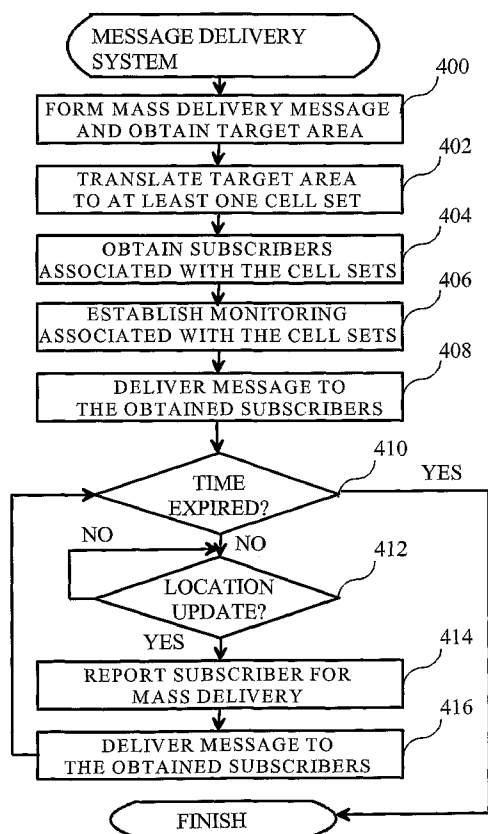 MESSAGE DELIVERY
SYSTEM
400
FORM MASS DELIVERY MESSAGE
AND OBTAIN TARGET AREA
402
TRANSLATE TARGET AREA
TO AT LEAST ONE CELL SET
404
OBTAIN SUBSCRIBERS
ASSOCIATED WITH THE CELL SETS
406
ESTABLISH MONITORING
ASSOCIATED WITH THE CELL SETS
408
DELIVER MESSAGE TO
THE OBTAINED SUBSCRIBERS
410
TIME
EXPIRED?
YES
NO
NO
412
LOCATION
UPDATE?
YES
414
REPORT SUBSCRIBER FOR
MASS DELIVERY
416
DELIVER MESSAGE TO
THE OBTAINED SUBSCRIBERS
FINISH